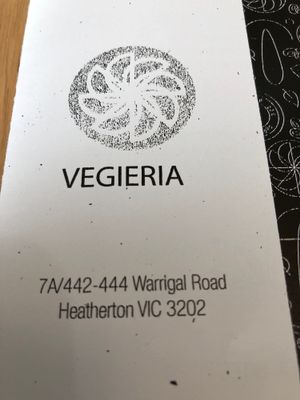 VEGIERIA
7A/442-444 Warrigal Road
Heatherton VIC 3202